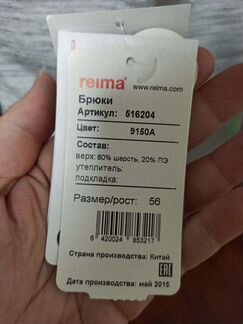 reima®
www.reima.com
Брюки
Артикул: 516204
Цвет: 9150A
Состав:
верх: 80% шерсть, 20% ПЭ
утеплитель:
подкладка:
Размер/рост: 56
6 420024 653217
Страна производства: Китай
Дата производства: май 2015
EAC